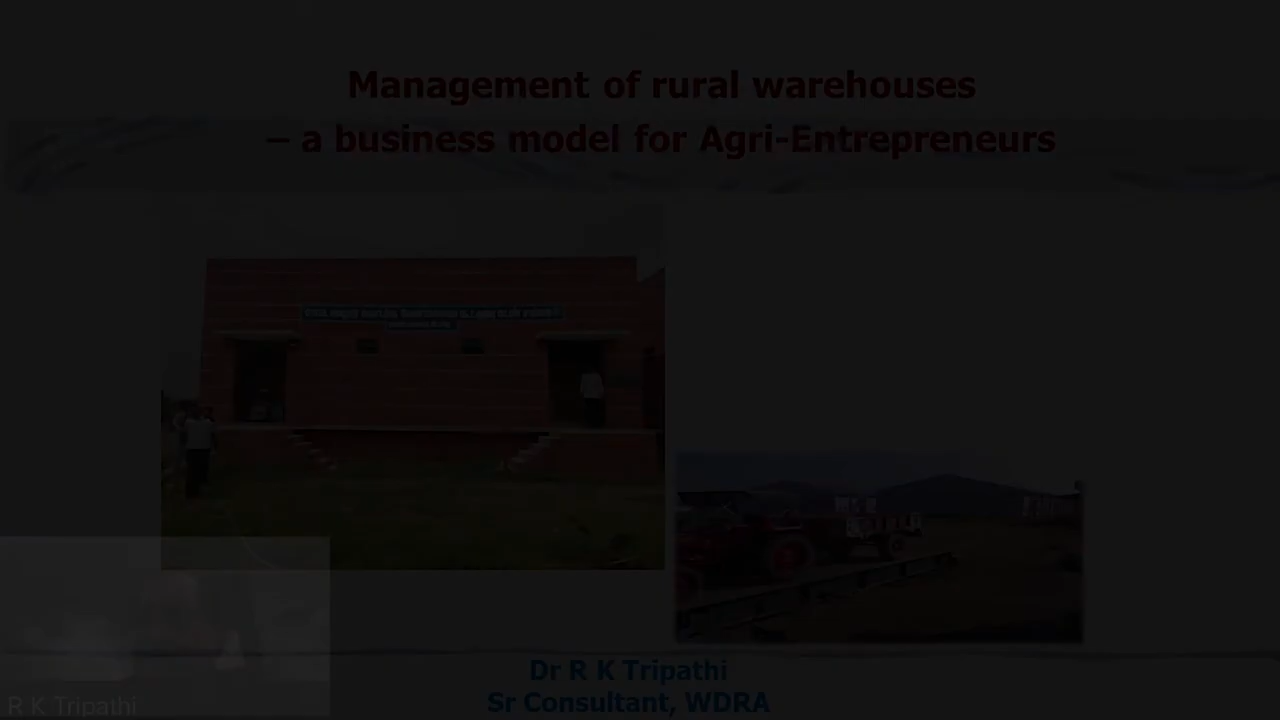 Management of rural warehouses
– a business model for Agri-Entrepreneurs
Dr R K Tripathi
Sr Consultant, WDRA
R K Tripathi